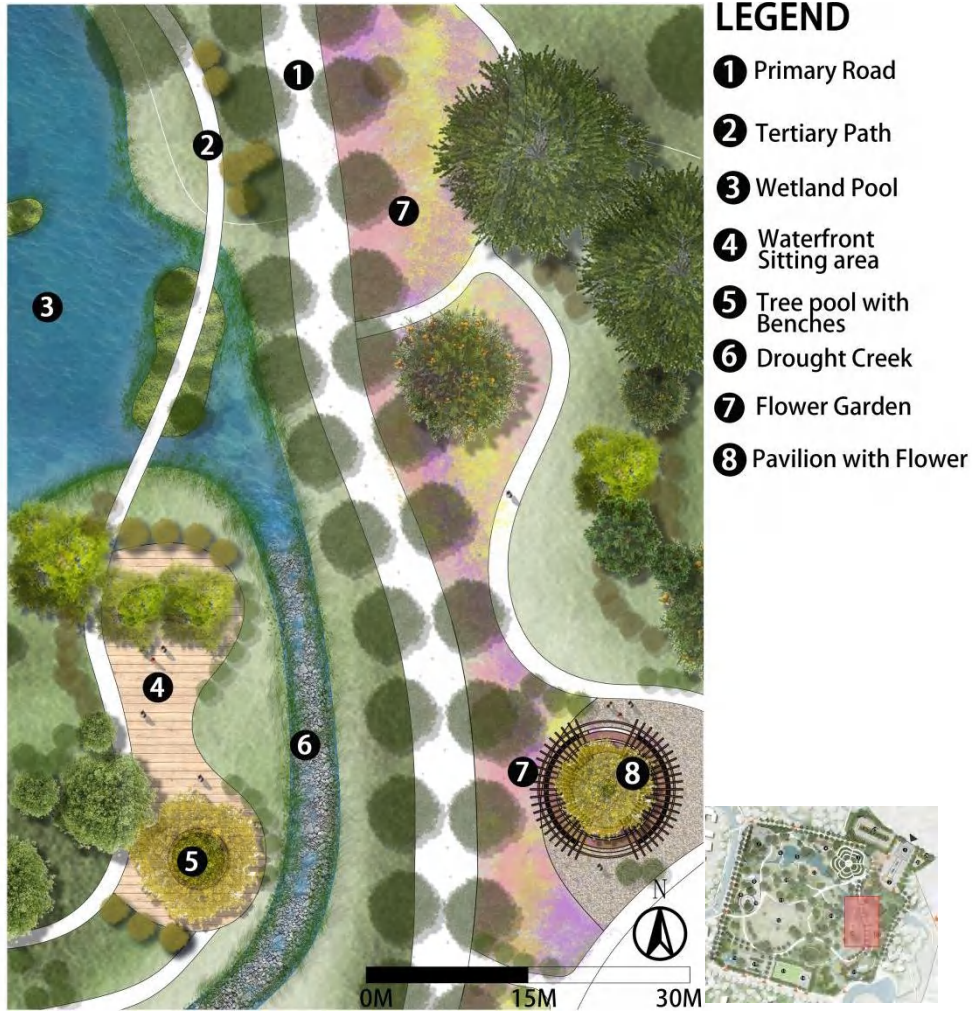 LEGEND
1 Primary Road
2 Tertiary Path
3 Wetland Pool
4 Waterfront
Sitting area
5 Tree pool with
Benches
6 Drought Creek
7 Flower Garden
8 Pavilion with Flower
1
2
7
3
4
6
7
8
5
N
0M 15M 30M